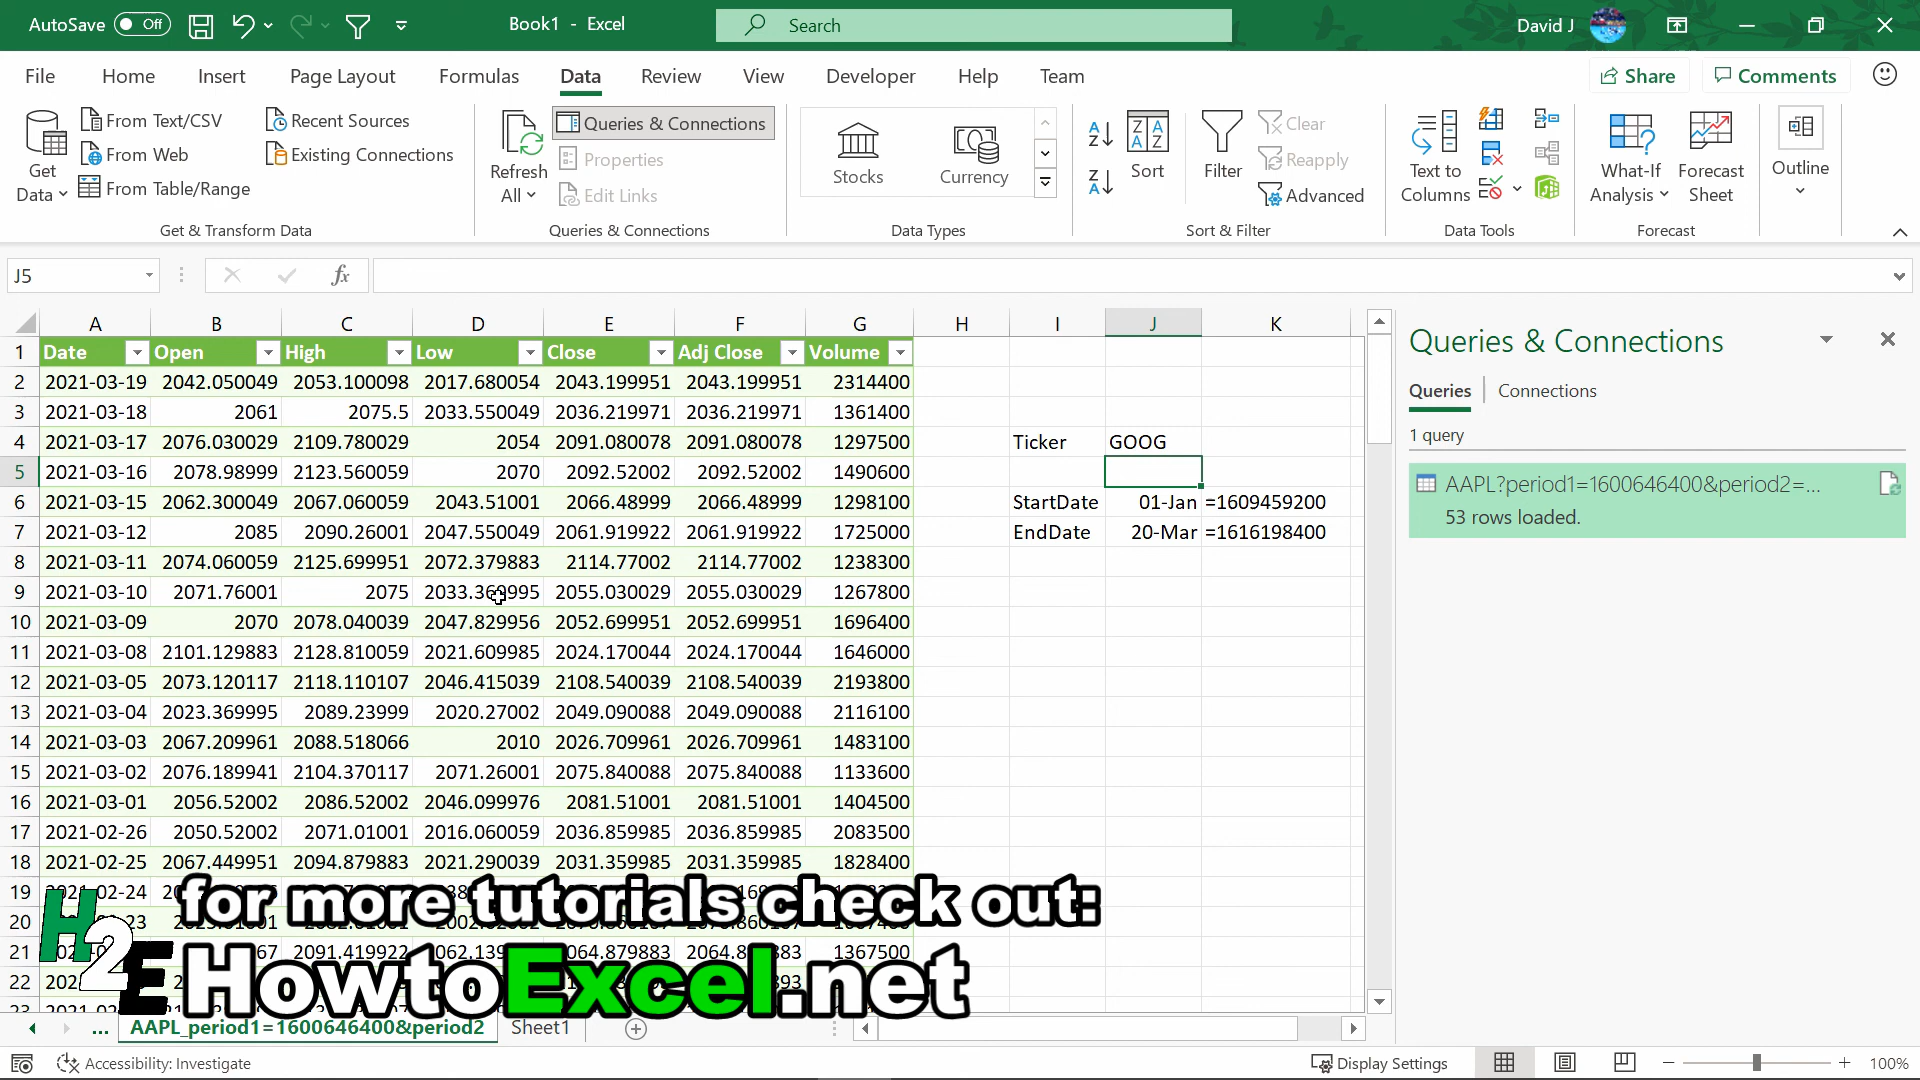 AutoSave Off Book1 - Excel Search David J
File Home Insert Page Layout Formulas Data Review View Developer Help Team Share Comments
Get Data
From Text/CSV
From Web
From Table/Range
Recent Sources
Existing Connections
Get & Transform Data
Refresh All
Queries & Connections
Properties
Edit Links
Queries & Connections
Stocks Currency
Data Types
Sort
Filter
Clear
Reapply
Advanced
Sort & Filter
Text to Columns
Data Tools
What-If Analysis
Forecast Sheet
Forecast
Outline
J5 fx
A B C D E F G H I J K
1 Date Open High Low Close Adj Close Volume
2 2021-03-19 2042.050049 2053.100098 2017.680054 2043.199951 2043.199951 2314400
3 2021-03-18 2061 2075.5 2033.550049 2036.219971 2036.219971 1361400
4 2021-03-17 2076.030029 2109.780029 2054 2091.080078 2091.080078 1297500 Ticker GOOG
5 2021-03-16 2078.98999 2123.560059 2070 2092.52002 2092.52002 1490600
6 2021-03-15 2062.300049 2067.060059 2043.51001 2066.48999 2066.48999 1298100 StartDate 01-Jan =1609459200
7 2021-03-12 2085 2090.26001 2047.550049 2061.919922 2061.919922 1725000 EndDate 20-Mar =1616198400
8 2021-03-11 2074.060059 2125.699951 2072.379883 2114.77002 2114.77002 1238300
9 2021-03-10 2071.76001 2075 2033.369995 2055.030029 2055.030029 1267800
10 2021-03-09 2070 2078.040039 2047.829956 2052.699951 2052.699951 1696400
11 2021-03-08 2101.129883 2128.810059 2021.609985 2024.170044 2024.170044 1646000
12 2021-03-05 2073.120117 2118.110107 2046.415039 2108.540039 2108.540039 2193800
13 2021-03-04 2023.369995 2089.23999 2020.27002 2049.090088 2049.090088 2116100
14 2021-03-03 2067.209961 2088.518066 2010 2026.709961 2026.709961 1483100
15 2021-03-02 2076.189941 2104.370117 2071.26001 2075.840088 2075.840088 1133600
16 2021-03-01 2056.52002 2086.52002 2046.099976 2081.51001 2081.51001 1404500
17 2021-02-26 2050.52002 2071.01001 2016.060059 2036.859985 2036.859985 2083500
18 2021-02-25 2067.449951 2094.879883 2021.290039 2031.359985 2031.359985 1828400
19
20
21 2091.419922 1367500
22
for more tutorials check out:
H2E HowtoExcel.net
Queries & Connections
Queries Connections
1 query
AAPL?period1=1600646400&period2=...
53 rows loaded.
... AAPL_period1=1600646400&period2 Sheet1
Accessibility: Investigate Display Settings 100%